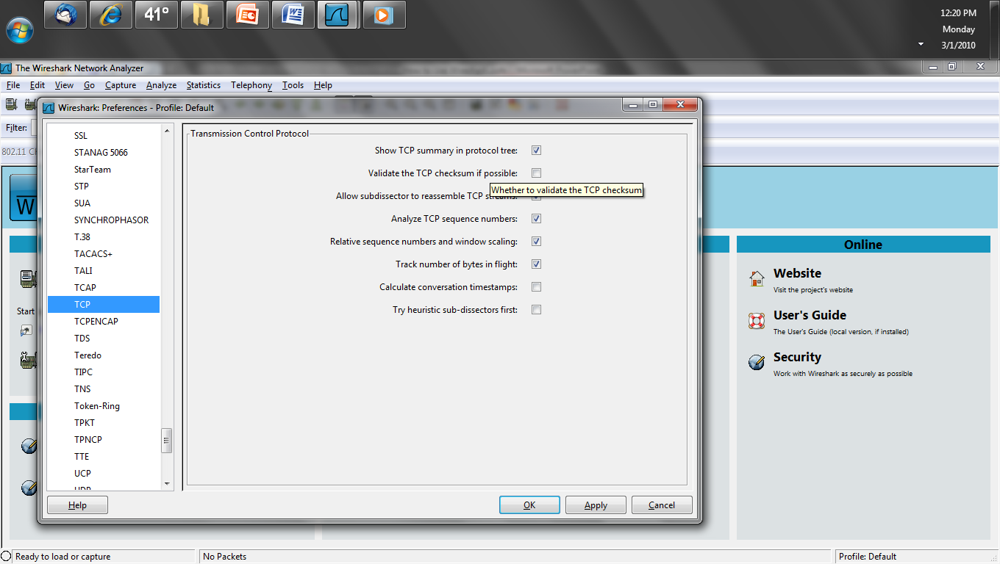 41°
12:20 PM
Monday
3/1/2010
The Wireshark Network Analyzer
File Edit View Go Capture Analyze Statistics Telephony Tools Help
Wireshark: Preferences - Profile: Default
Filter:
802.11
SSL
STANAG 5066
StarTeam
STP
SUA
SYNCHROPHASOR
T.38
TACACS+
TALI
TCAP
TCP
TCPENCAP
TDS
Teredo
TIPC
TNS
Token-Ring
TPKT
TPNCP
TTE
UCP
Transmission Control Protocol
Show TCP summary in protocol tree:
Validate the TCP checksum if possible:
Whether to validate the TCP checksum
Allow subdissector to reassemble TCP streams:
Analyze TCP sequence numbers:
Relative sequence numbers and window scaling:
Track number of bytes in flight:
Calculate conversation timestamps:
Try heuristic sub-dissectors first:
Help
OK
Apply
Cancel
W
Start
Online
Website
Visit the project's website
User's Guide
The User's Guide (local version, if installed)
Security
Work with Wireshark as securely as possible
Ready to load or capture
No Packets
Profile: Default